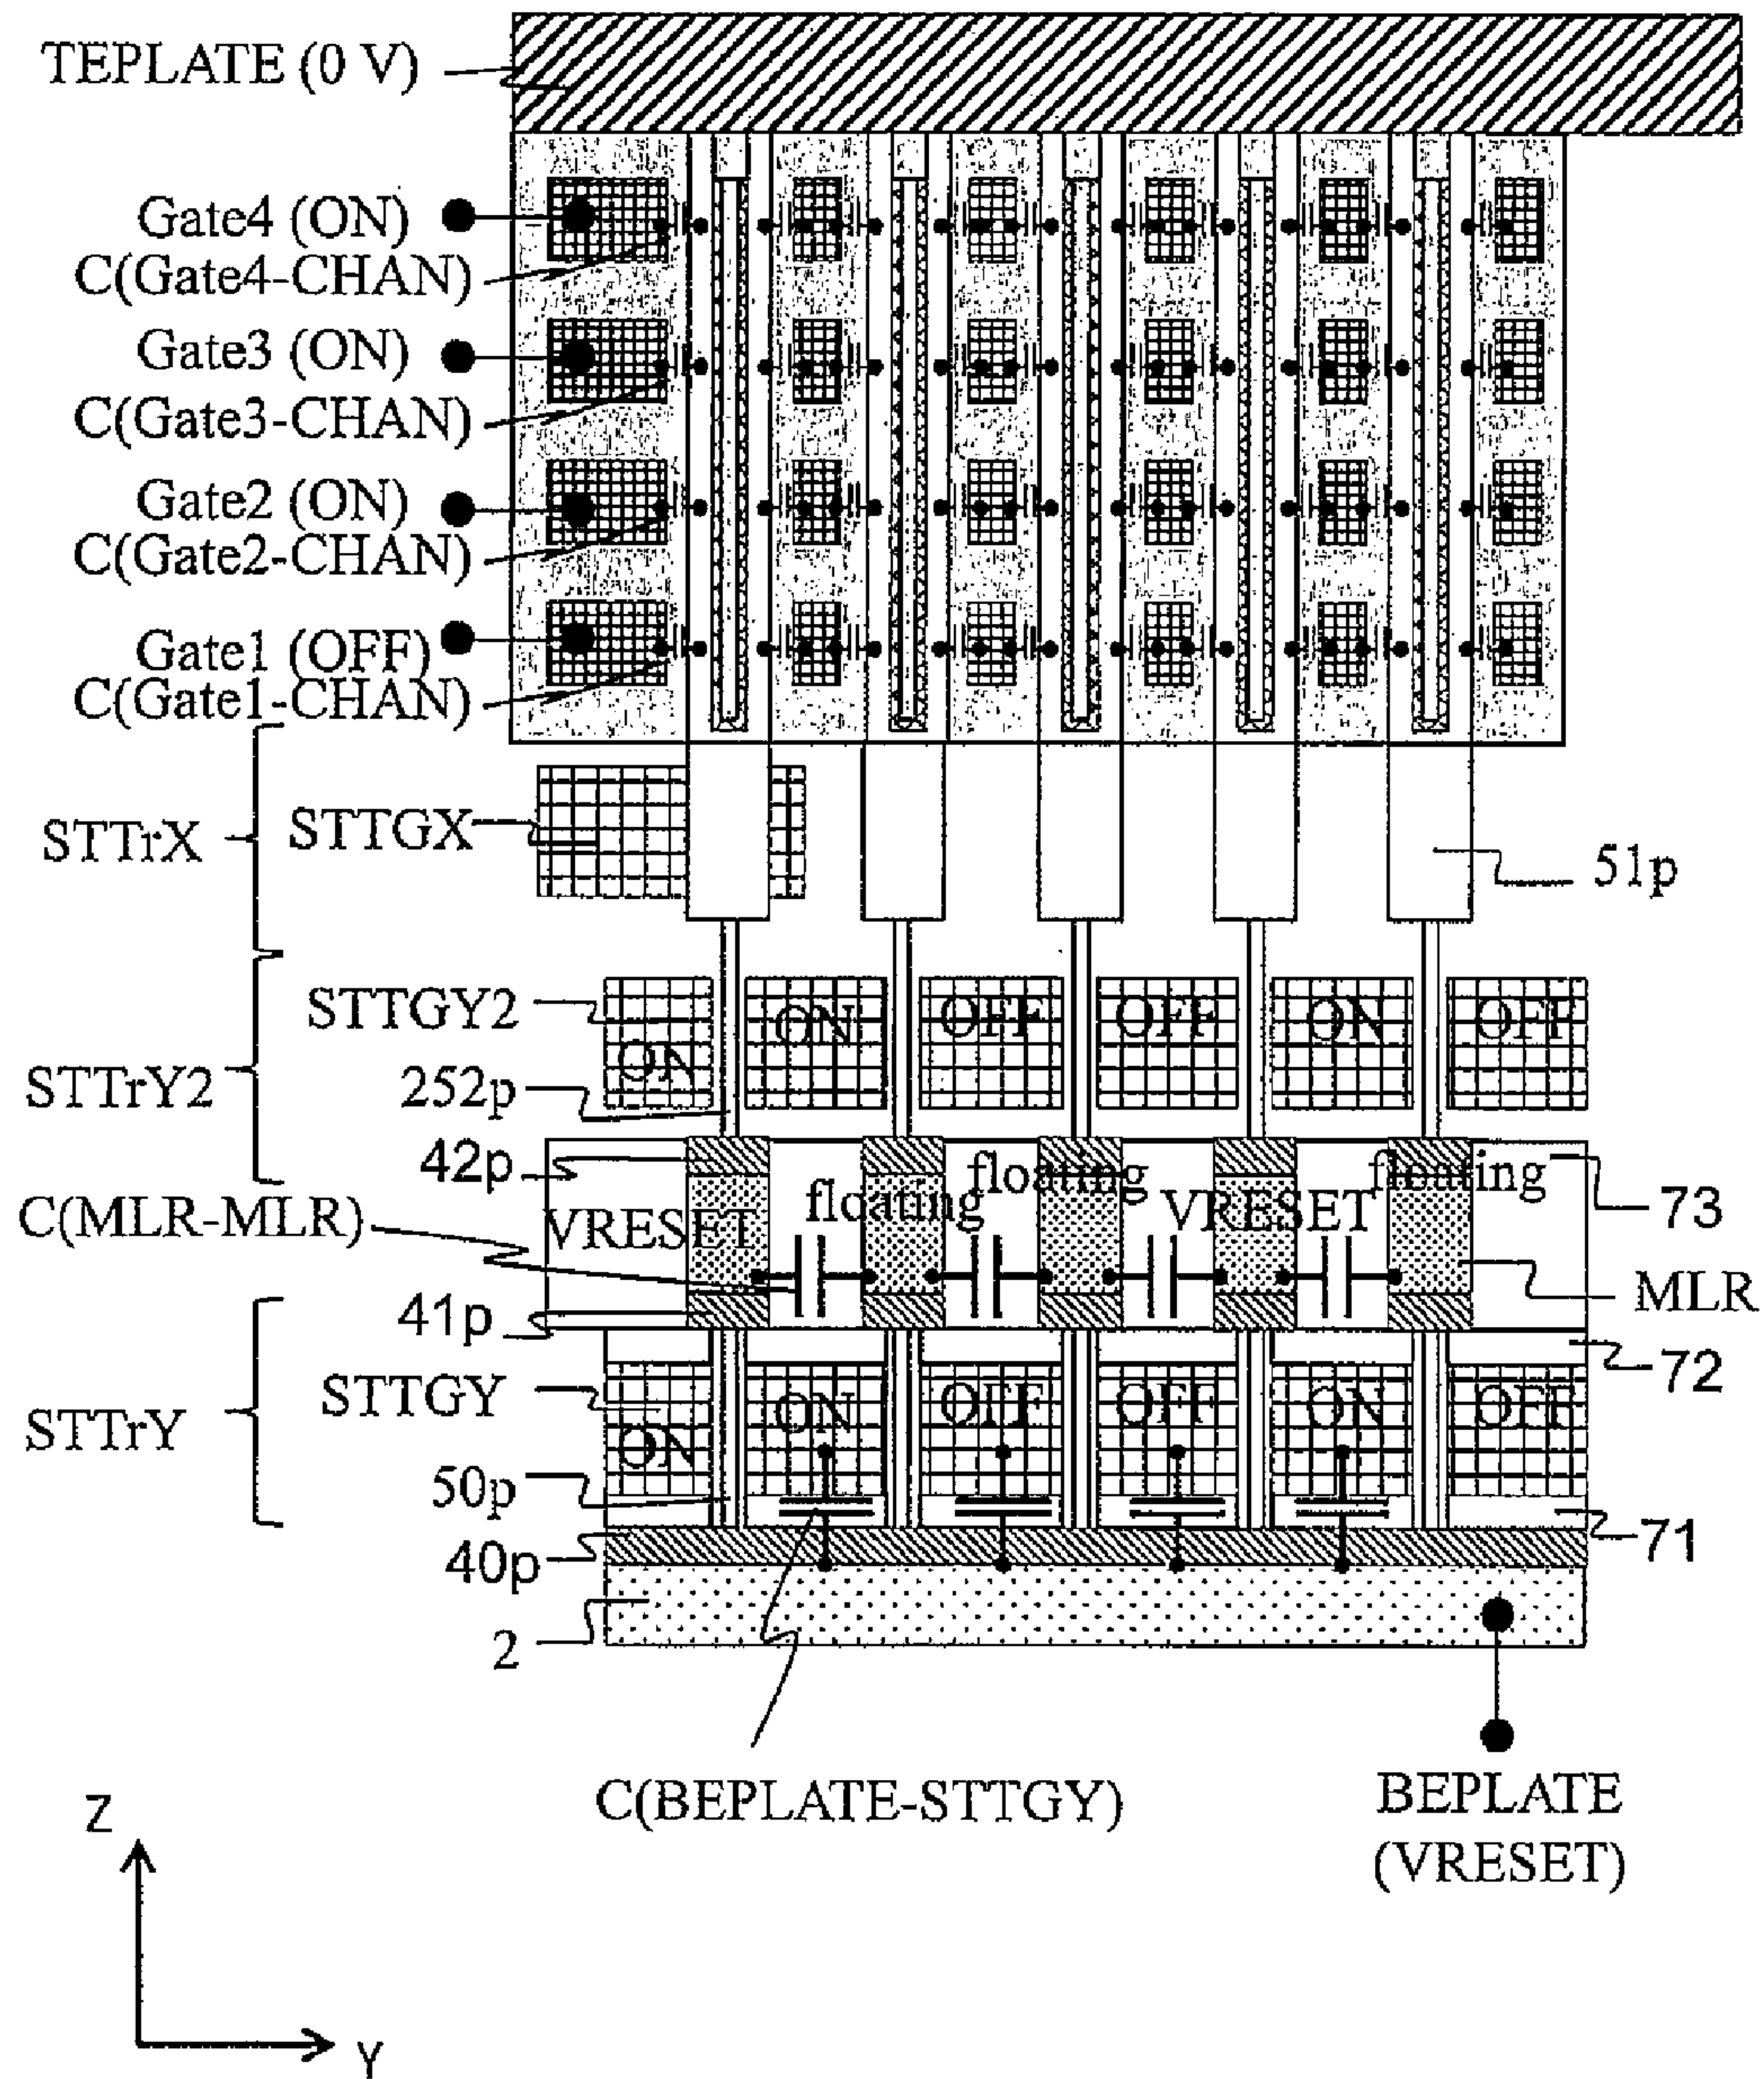 TEPLATE (0 V)
Gate4 (ON)
C(Gate4-CHAN)
Gate3 (ON)
C(Gate3-CHAN)
Gate2 (ON)
C(Gate2-CHAN)
Gate1 (OFF)
C(Gate1-CHAN)
STTrX
STTGX
51p
STTGY2
ON
ON
OFF
OFF
ON
OFF
STTrY2
252p
42p
floating
floating
floating
VRESET
VRESET
73
C(MLR-MLR)
MLR
41p
72
STTGY
ON
ON
OFF
OFF
ON
OFF
STTrY
50p
71
40p
2
C(BEPLATE-STTGY)
BEPLATE
(VRESET)
Z
Y